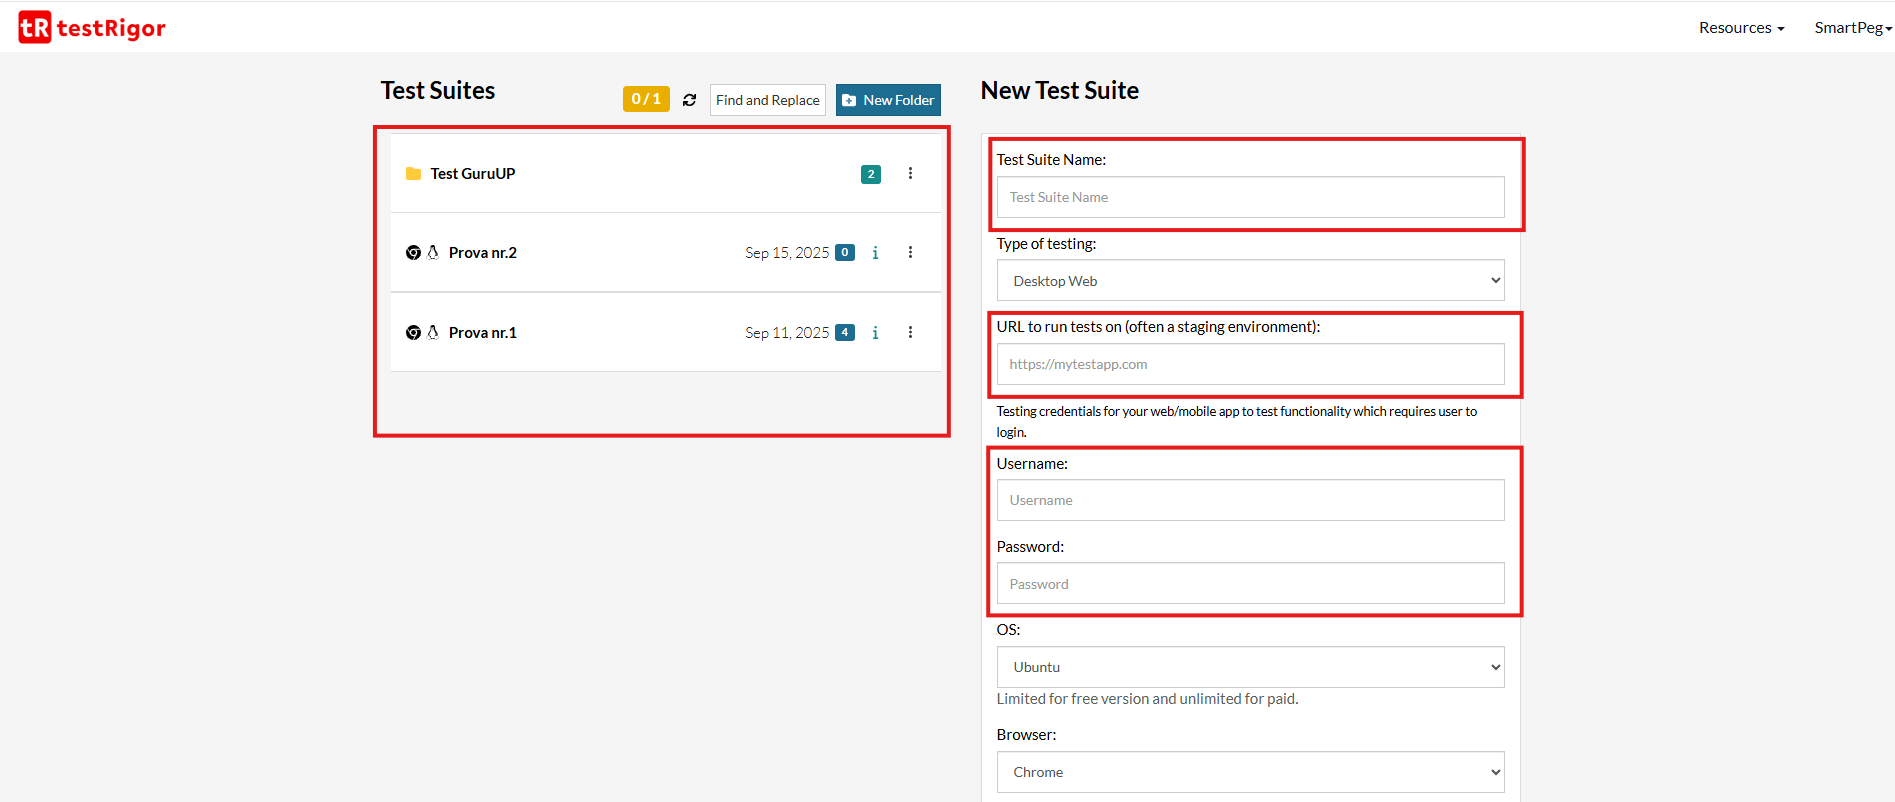 tR testRigor
Resources
SmartPeg
Test Suites
0 / 1
Find and Replace
New Folder
Test GuruUP
2
Prova nr.2
Sep 15, 2025
0
i
Prova nr.1
Sep 11, 2025
4
i
New Test Suite
Test Suite Name:
Test Suite Name
Type of testing:
Desktop Web
URL to run tests on (often a staging environment):
https://mytestapp.com
Testing credentials for your web/mobile app to test functionality which requires user to
login.
Username:
Username
Password:
Password
OS:
Ubuntu
Limited for free version and unlimited for paid.
Browser:
Chrome